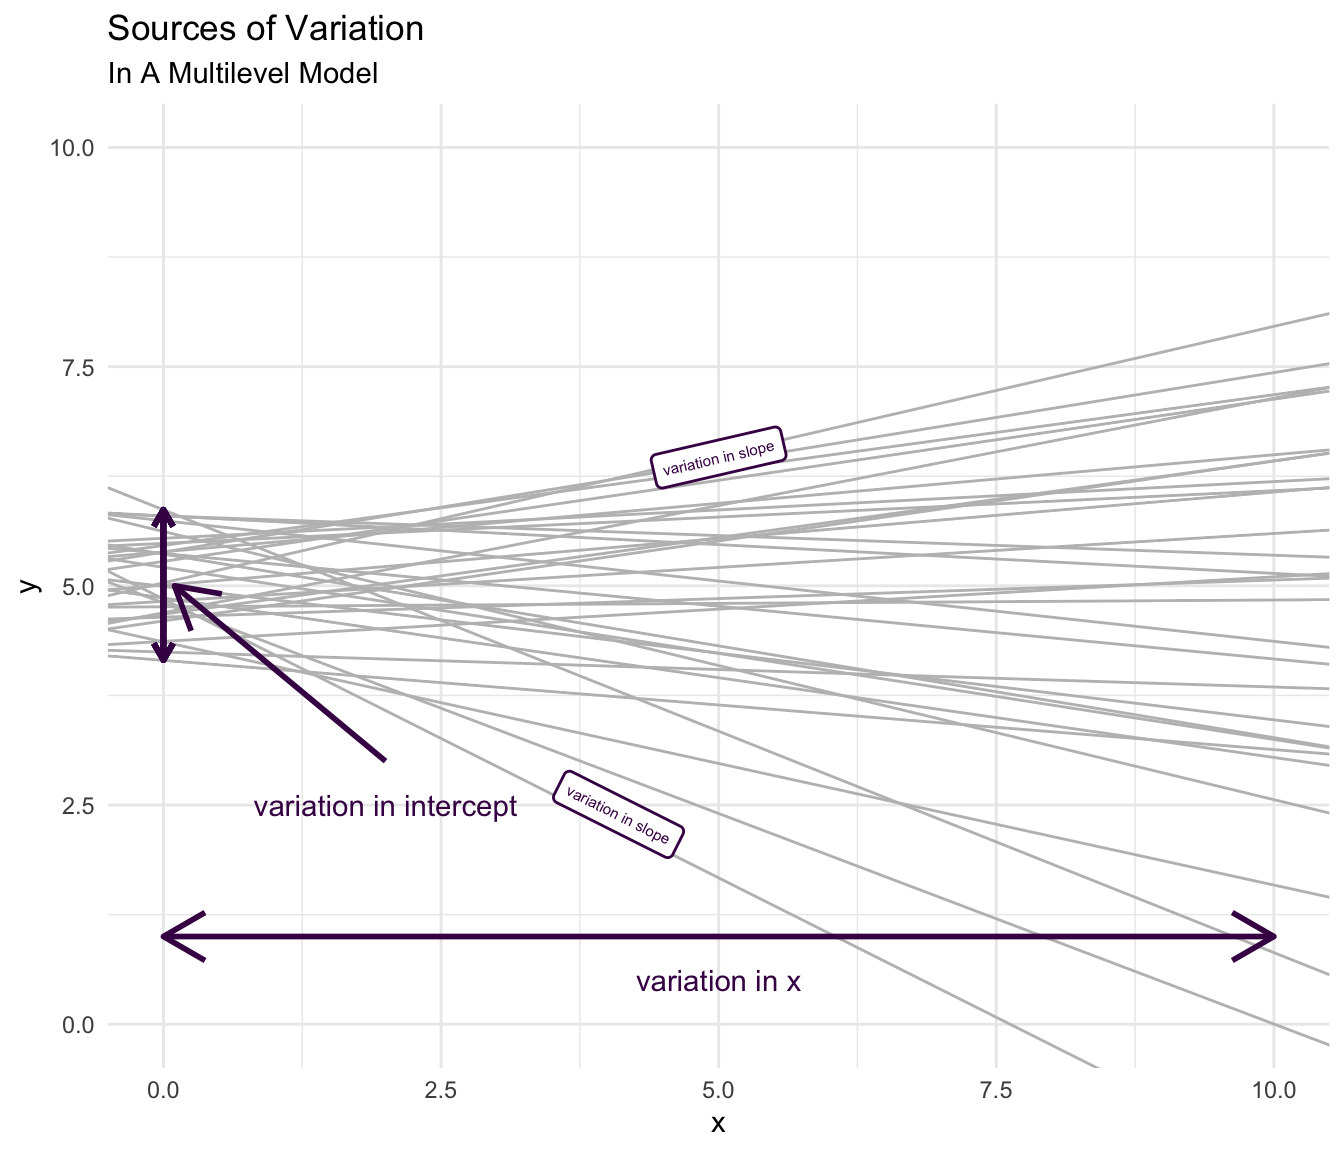 Sources of Variation
In A Multilevel Model
10.0
7.5
5.0
2.5
0.0
y
variation in slope
variation in intercept
variation in slope
variation in x
0.0 2.5 5.0 7.5 10.0
x